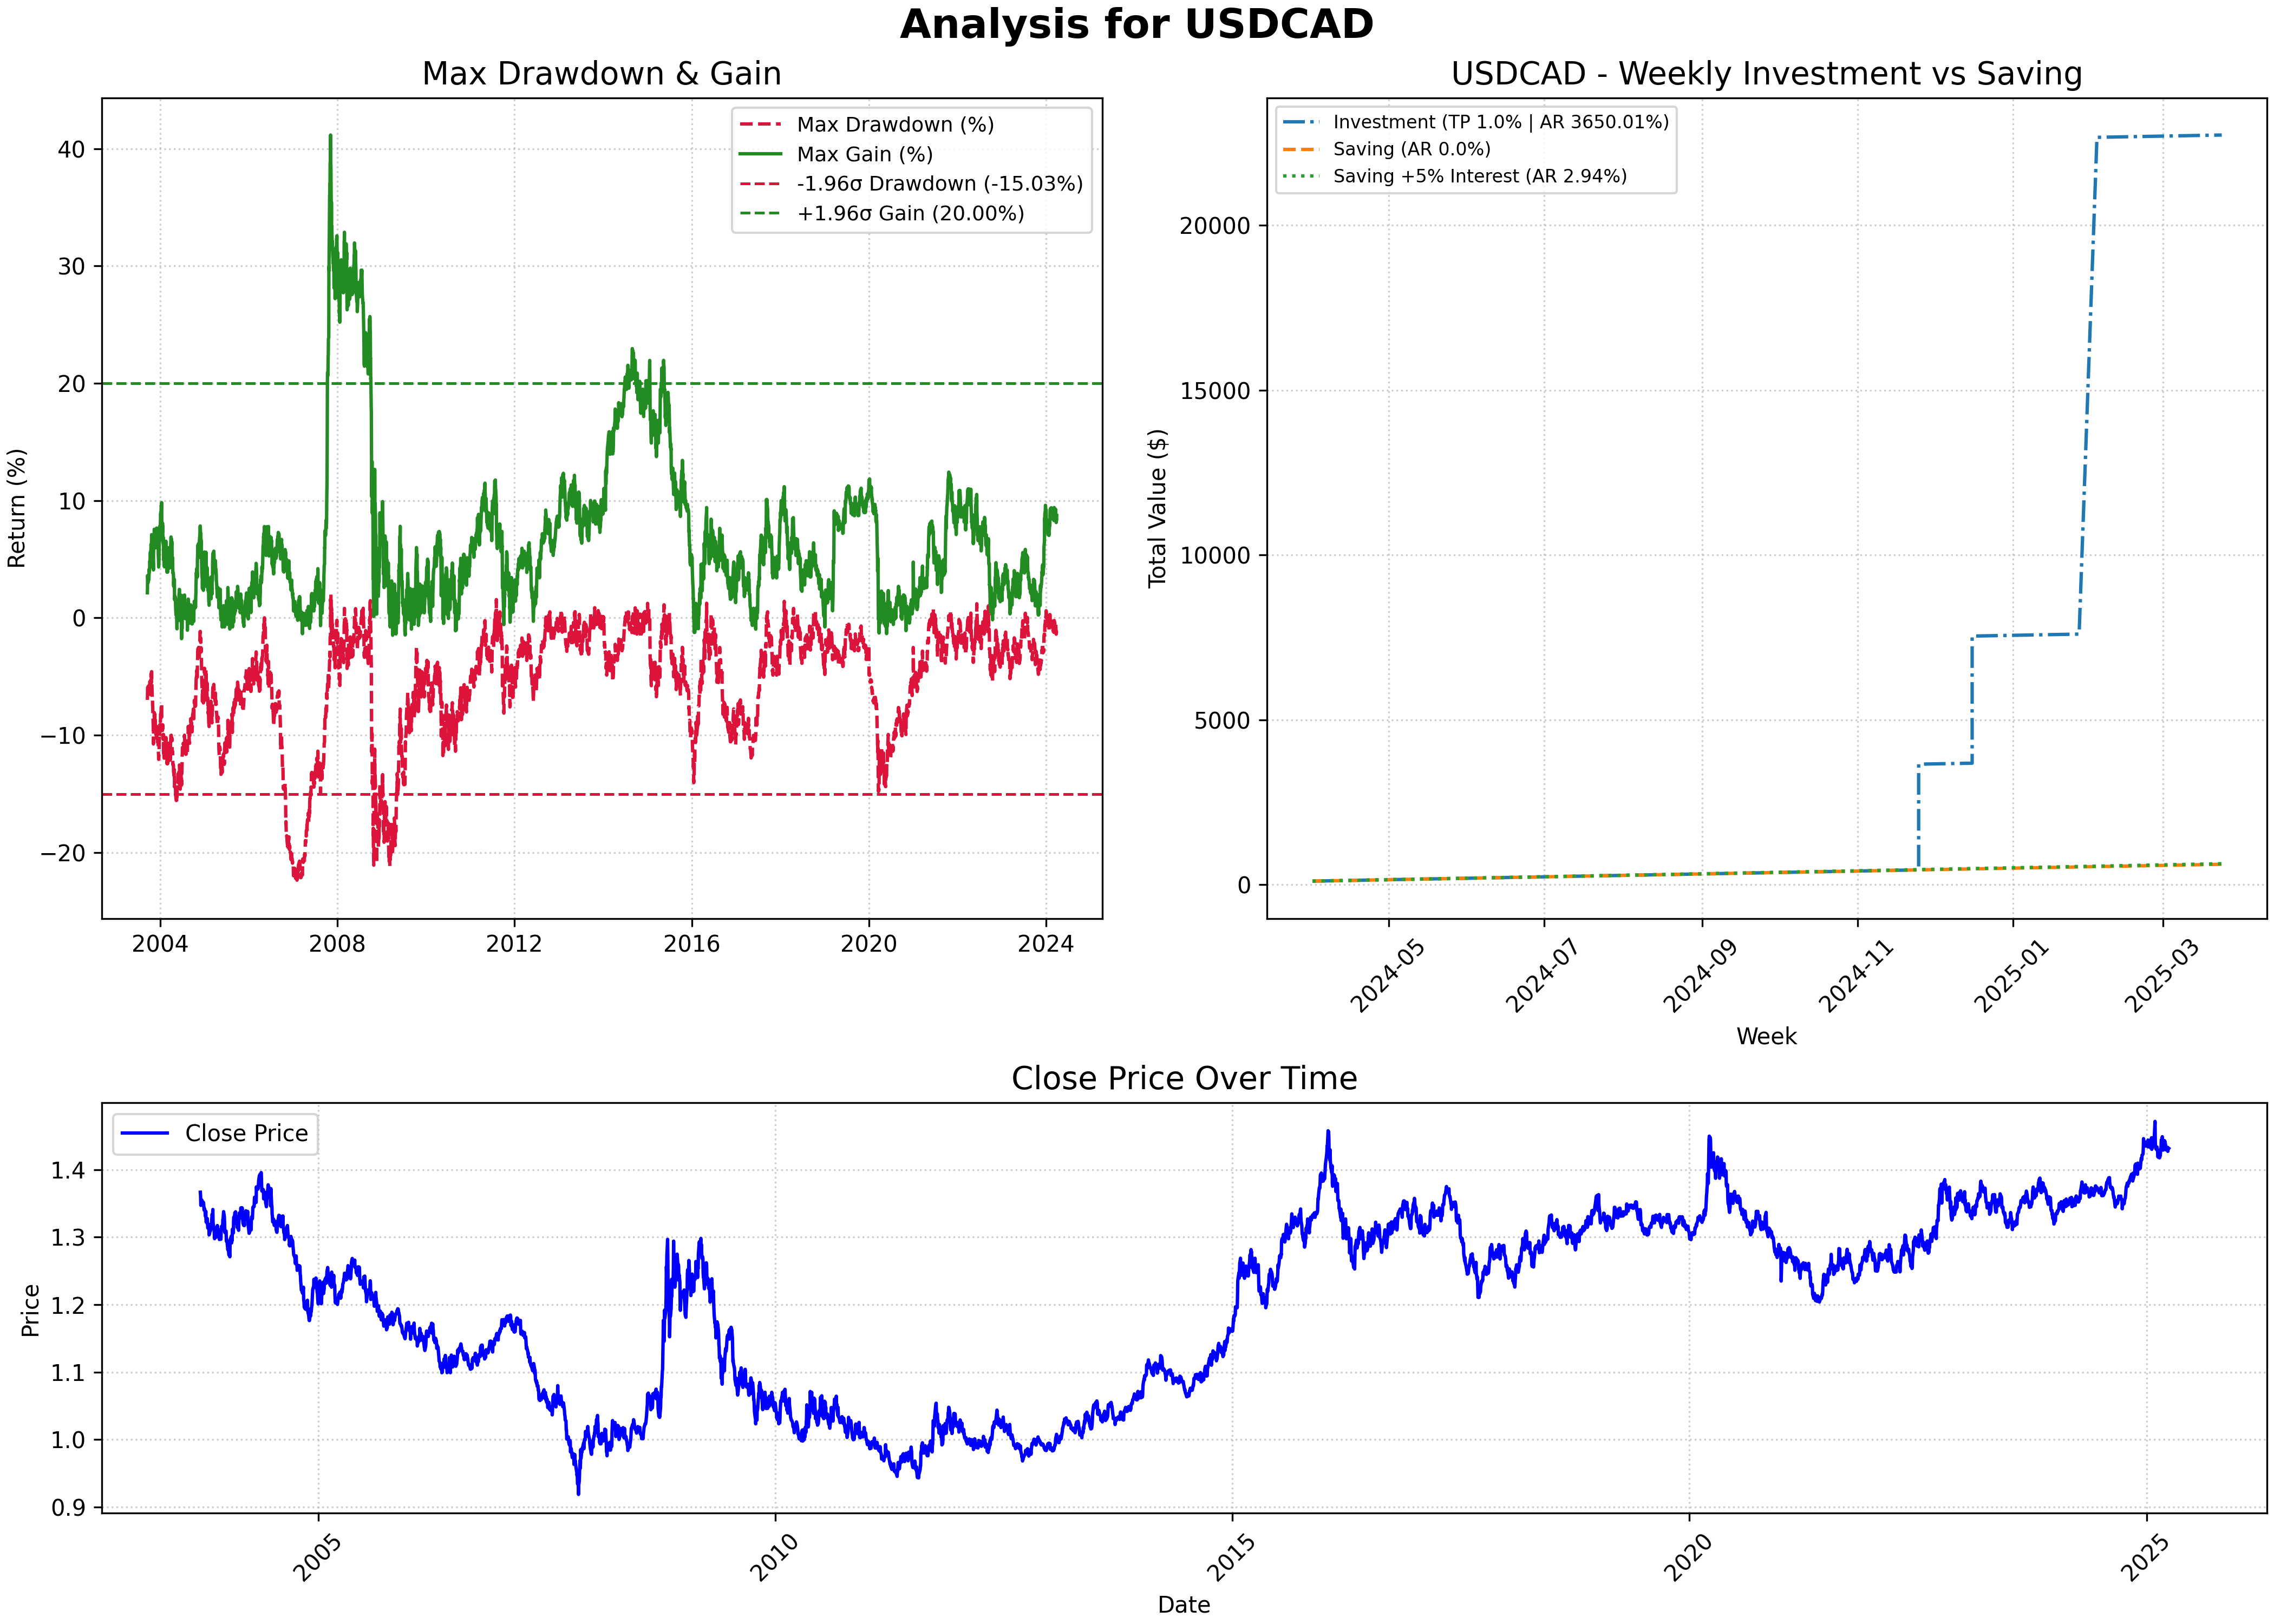 Analysis for USDCAD
Max Drawdown & Gain
Max Drawdown (%)
Max Gain (%)
-1.96σ Drawdown (-15.03%)
+1.96σ Gain (20.00%)
Return (%)
40
30
20
10
0
−10
−20
2004
2008
2012
2016
2020
2024
USDCAD - Weekly Investment vs Saving
Investment (TP 1.0% | AR 3650.01%)
Saving (AR 0.0%)
Saving +5% Interest (AR 2.94%)
Total Value ($)
20000
15000
10000
5000
0
2024-05
2024-07
2024-09
2024-11
2025-01
2025-03
Week
Close Price Over Time
Close Price
Price
1.4
1.3
1.2
1.1
1.0
0.9
2005
2010
2015
2020
2025
Date